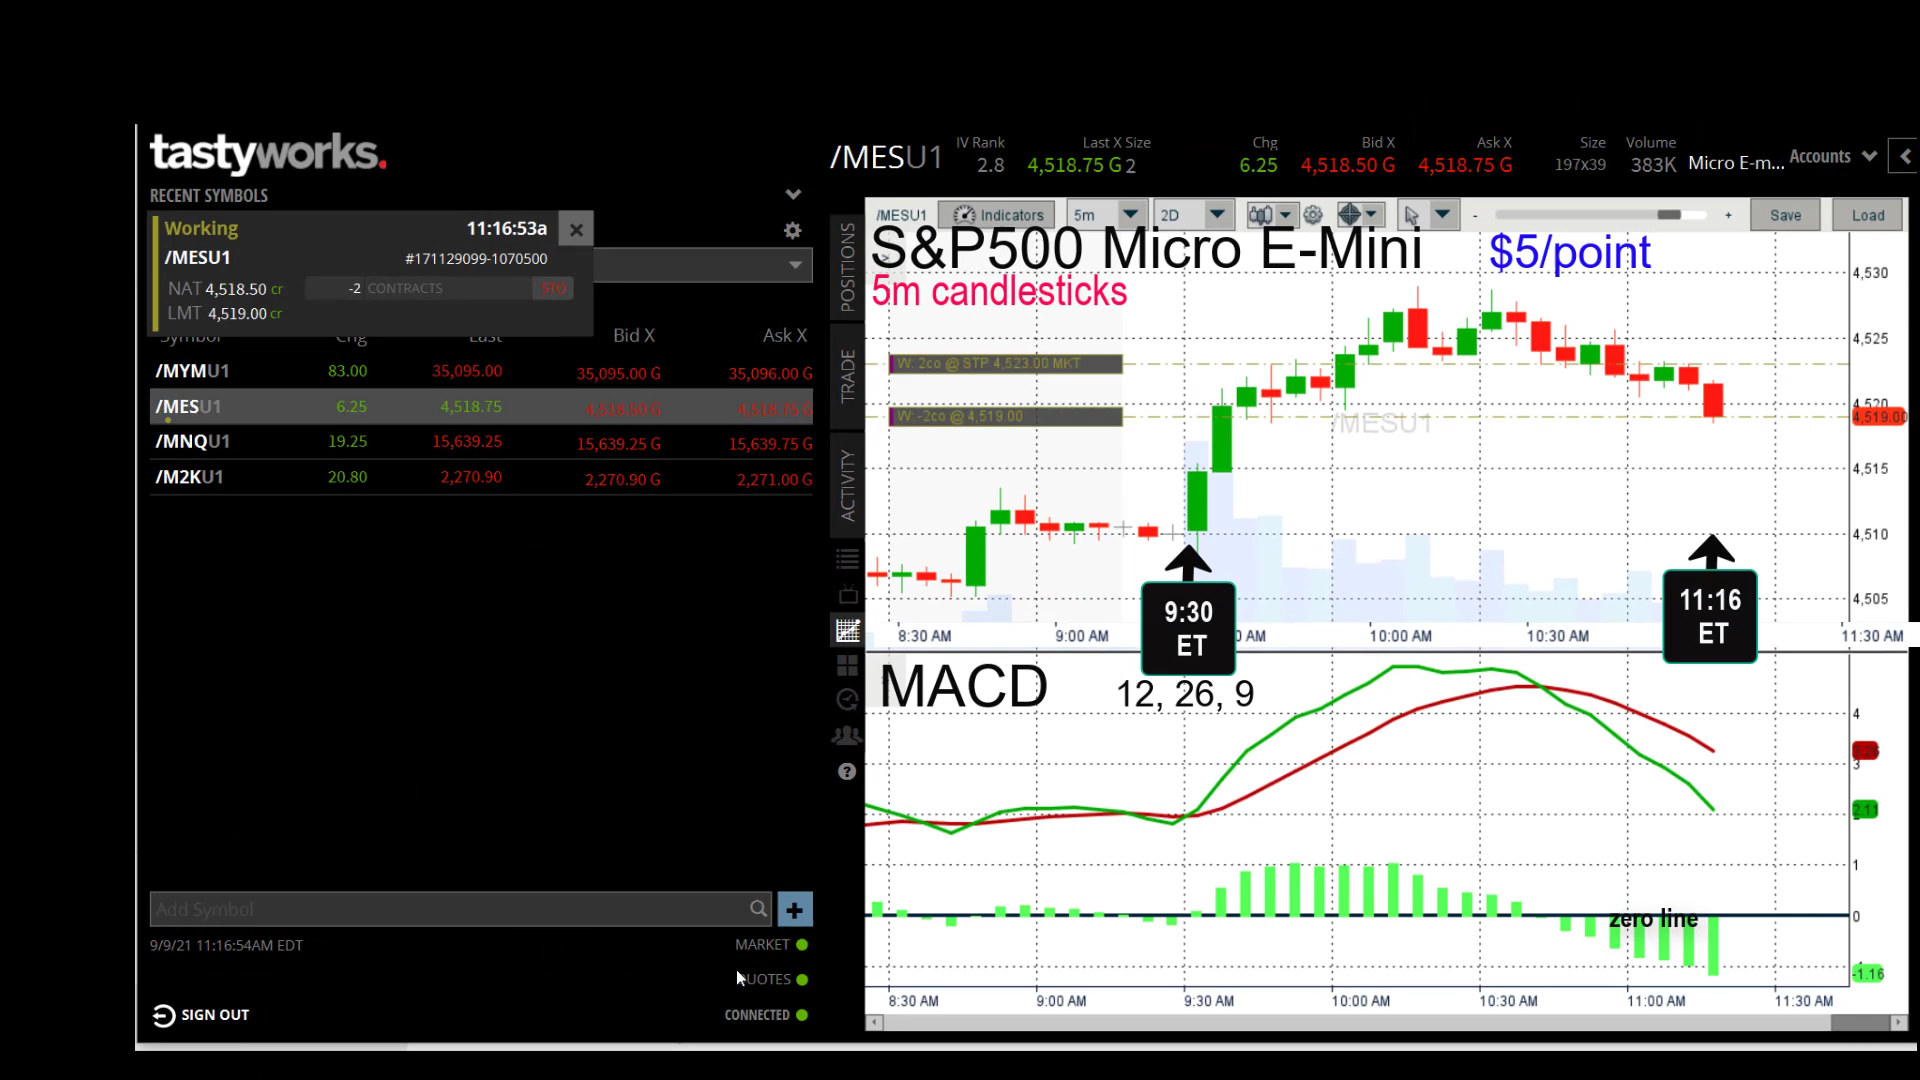 tastyworks.
RECENT SYMBOLS
Working 11:16:53a
/MESU1 #171129099-1070500
NAT 4,518.50 cr -2 CONTRACTS STO
LMT 4,519.00 cr
Symbol Chg Last Bid X Ask X
/MYMU1 83.00 35,095.00 35,095.00 G 35,096.00 G
/MESU1 6.25 4,518.75 4,518.50 G 4,518.75 G
/MNQU1 19.25 15,639.25 15,639.25 G 15,639.75 G
/M2KU1 20.80 2,270.90 2,270.90 G 2,271.00 G
Add Symbol
9/9/21 11:16:54AM EDT MARKET
QUOTES
SIGN OUT CONNECTED
POSITIONS
TRADE
ACTIVITY
?
/MESU1
IV Rank Last X Size Chg Bid X Ask X Size Volume
2.8 4,518.75 G 2 6.25 4,518.50 G 4,518.75 G 197x39 383K Micro E-m... Accounts
/MESU1 Indicators 5m 2D - + Save Load
S&P500 Micro E-Mini $5/point
5m candlesticks
W: 2co @ STP 4,523.00 MKT
W: -2co @ 4,519.00
/MESU1
4,530
4,525
4,520
4,519.00
4,515
4,510
4,505
9:30
ET
11:16
ET
8:30 AM 9:00 AM AM 10:00 AM 10:30 AM 11:30 AM
MACD 12, 26, 9
4
3
2.11
1
0
zero line
-1.16
8:30 AM 9:00 AM 9:30 AM 10:00 AM 10:30 AM 11:00 AM 11:30 AM